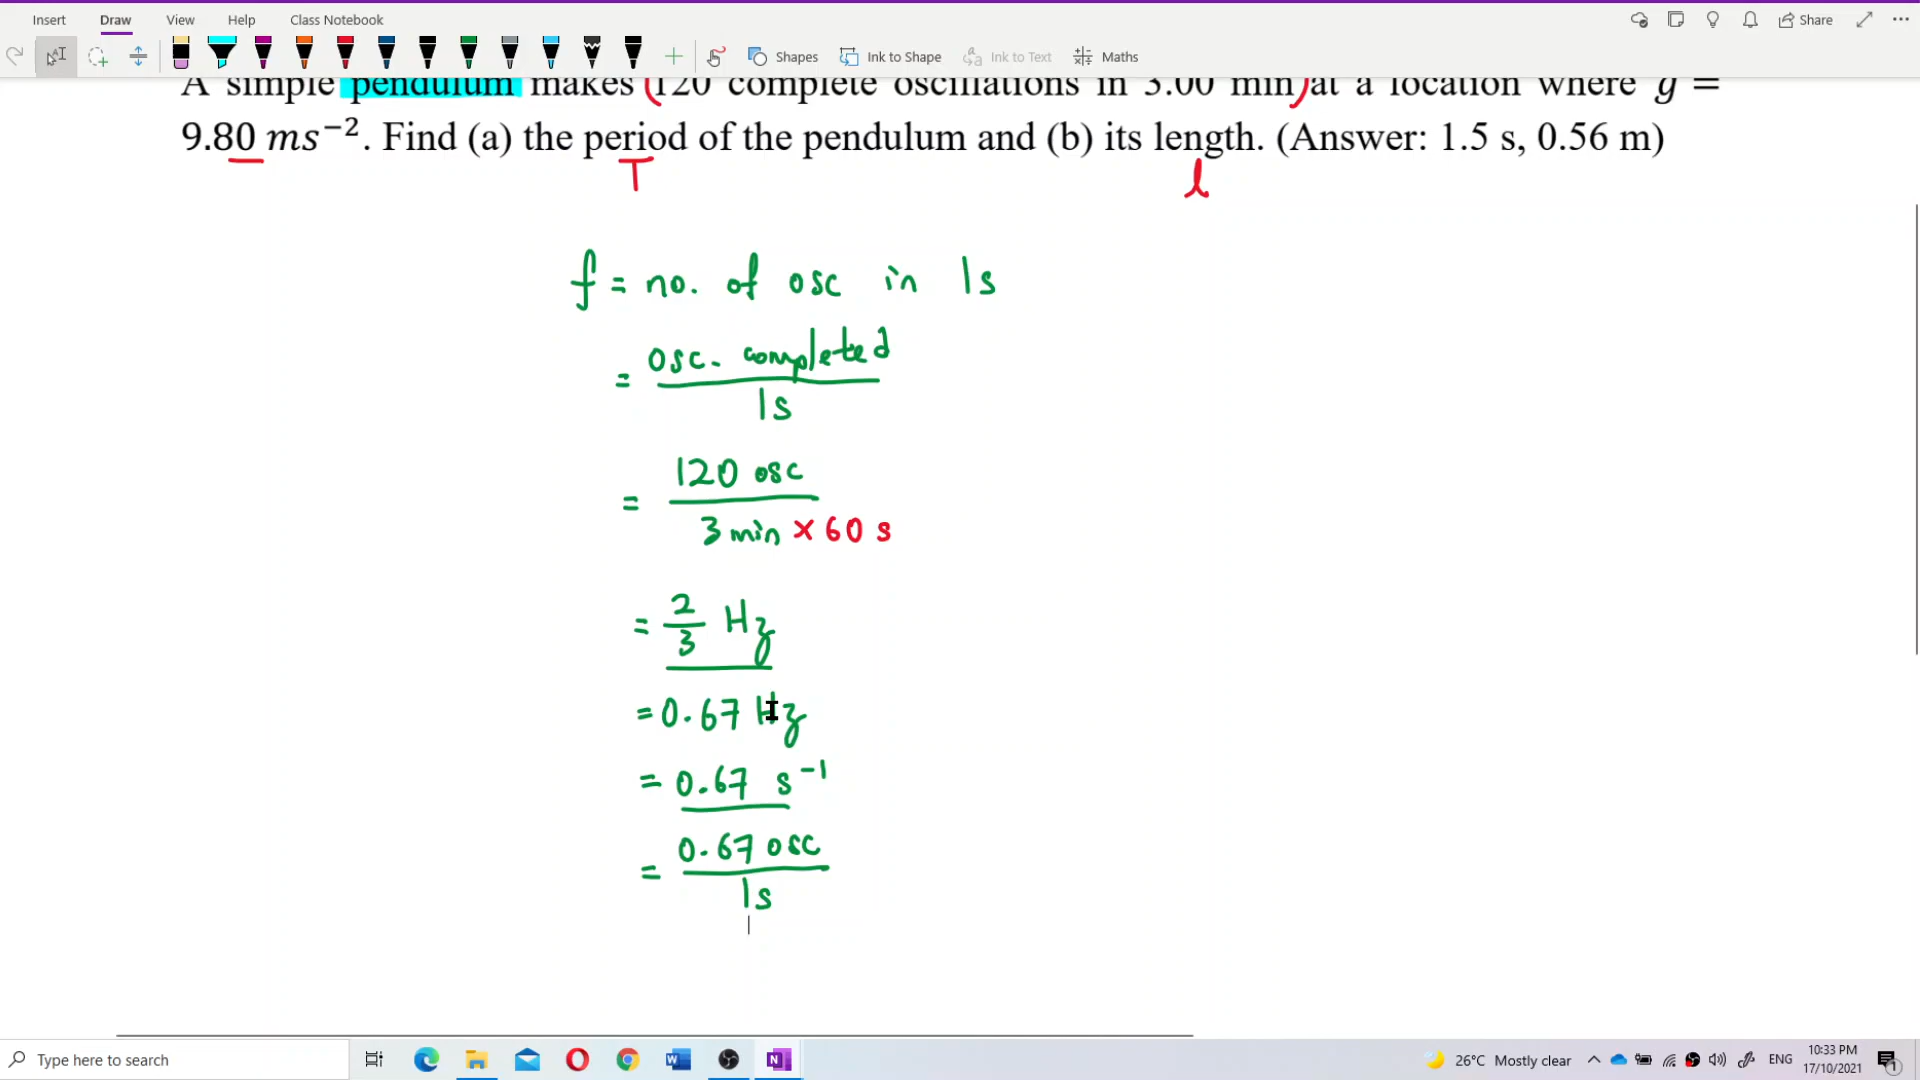 Insert Draw View Help Class Notebook Share
Shapes Ink to Shape Ink to Text Maths
A simple pendulum makes (120 complete oscillations in 3.00 min) at a location where g =
9.80 ms⁻². Find (a) the period of the pendulum and (b) its length. (Answer: 1.5 s, 0.56 m)
T l
f = no. of osc in 1s
= osc. completed
1s
= 120 osc
3 min × 60 s
= 2/3 Hz
= 0.67 Hz
= 0.67 s⁻¹
= 0.67 osc
1s
Type here to search 26°C Mostly clear ENG 10:33 PM
17/10/2021 1